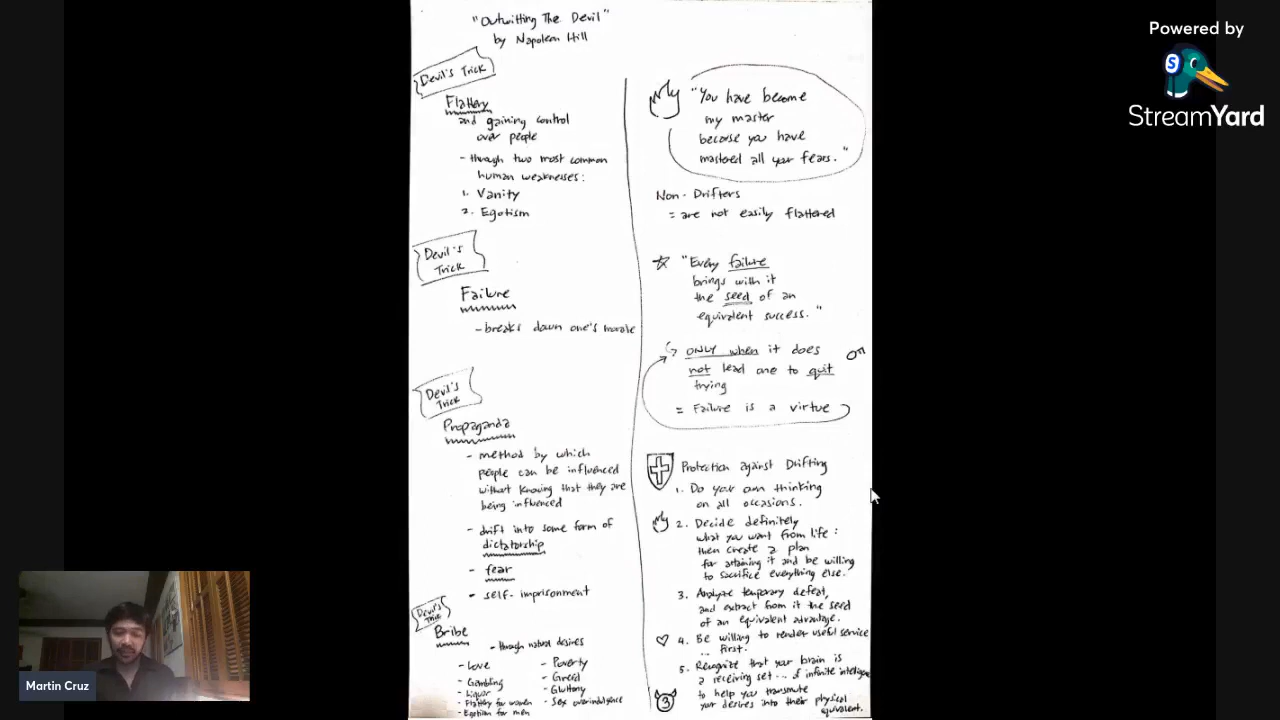 "Outwitting The Devil"
by Napolean Hill
Devil's Trick
Flattery
and gaining control
over people
- through two most common
human weaknesses:
1. Vanity
2. Egotism
Devil's
Trick
Failure
- breaks down one's morale
Devil's
Trick
Propaganda
- method by which
people can be influenced
without knowing that they are
being influenced
- drift into some form of
dictatorship
- fear
- self-imprisonment
Devil's
Trick
Bribe
- through natural desires
- Love
- Gambling
- Liquor
- Flattery for women
- Egotism for men
- Poverty
- Greed
- Gluttony
- Sex overindulgence
"You have become
my master
because you have
mastered all your fears."
Non-Drifters
= are not easily flattered
"Every failure
brings with it
the seed of an
equivalent success."
ONLY when it does
not lead one to quit
trying
= Failure is a virtue
on
Protection against Drifting
1. Do your own thinking
on all occasions.
2. Decide definitely
what you want from life:
then create a plan
for attaining it and be willing
to sacrifice everything else.
3. Analyze temporary defeat,
and extract from it the seed
of an equivalent advantage.
4. Be willing to render useful service
... first.
5. Recognize that your brain is
a receiving set... of infinite intelligence
to help you transmute
your desires into their physical
equivalent.
3
Powered by
S
StreamYard
Martin Cruz